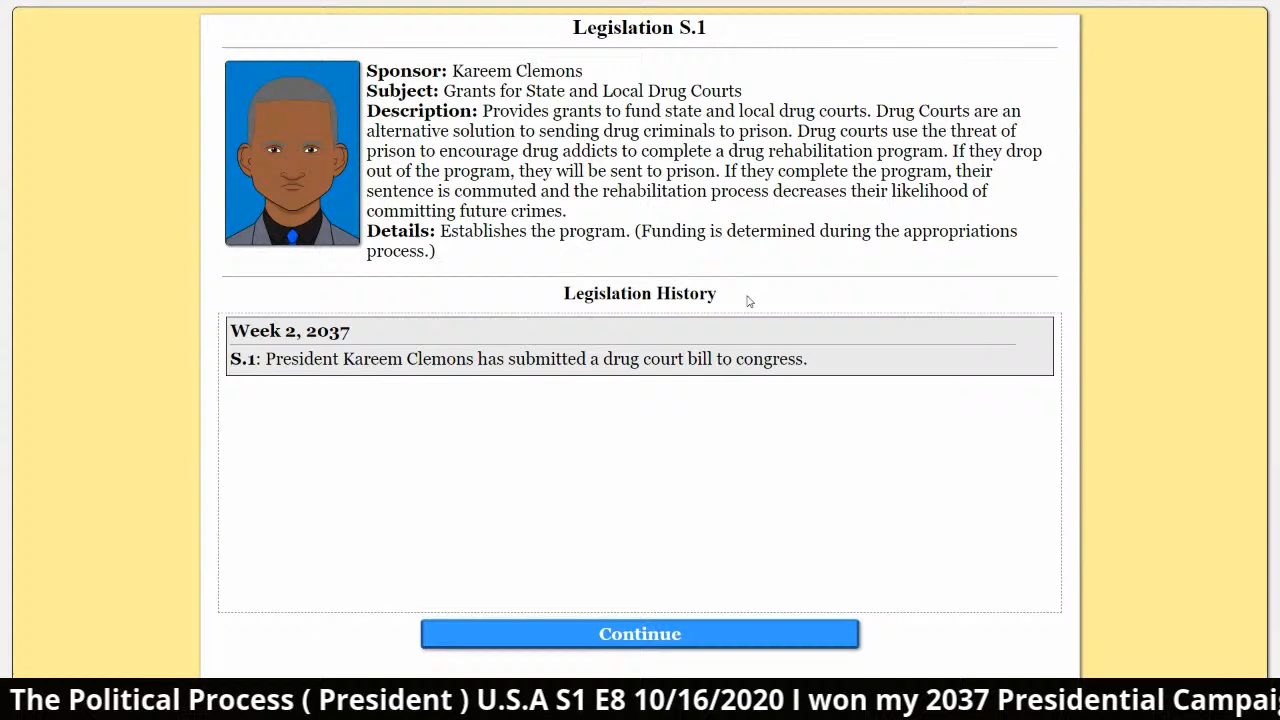 Legislation S.1
Sponsor: Kareem Clemons
Subject: Grants for State and Local Drug Courts
Description: Provides grants to fund state and local drug courts. Drug Courts are an
alternative solution to sending drug criminals to prison. Drug courts use the threat of
prison to encourage drug addicts to complete a drug rehabilitation program. If they drop
out of the program, they will be sent to prison. If they complete the program, their
sentence is commuted and the rehabilitation process decreases their likelihood of
committing future crimes.
Details: Establishes the program. (Funding is determined during the appropriations
process.)
Legislation History
Week 2, 2037
S.1: President Kareem Clemons has submitted a drug court bill to congress.
Continue
The Political Process ( President ) U.S.A S1 E8 10/16/2020 I won my 2037 Presidential Campai